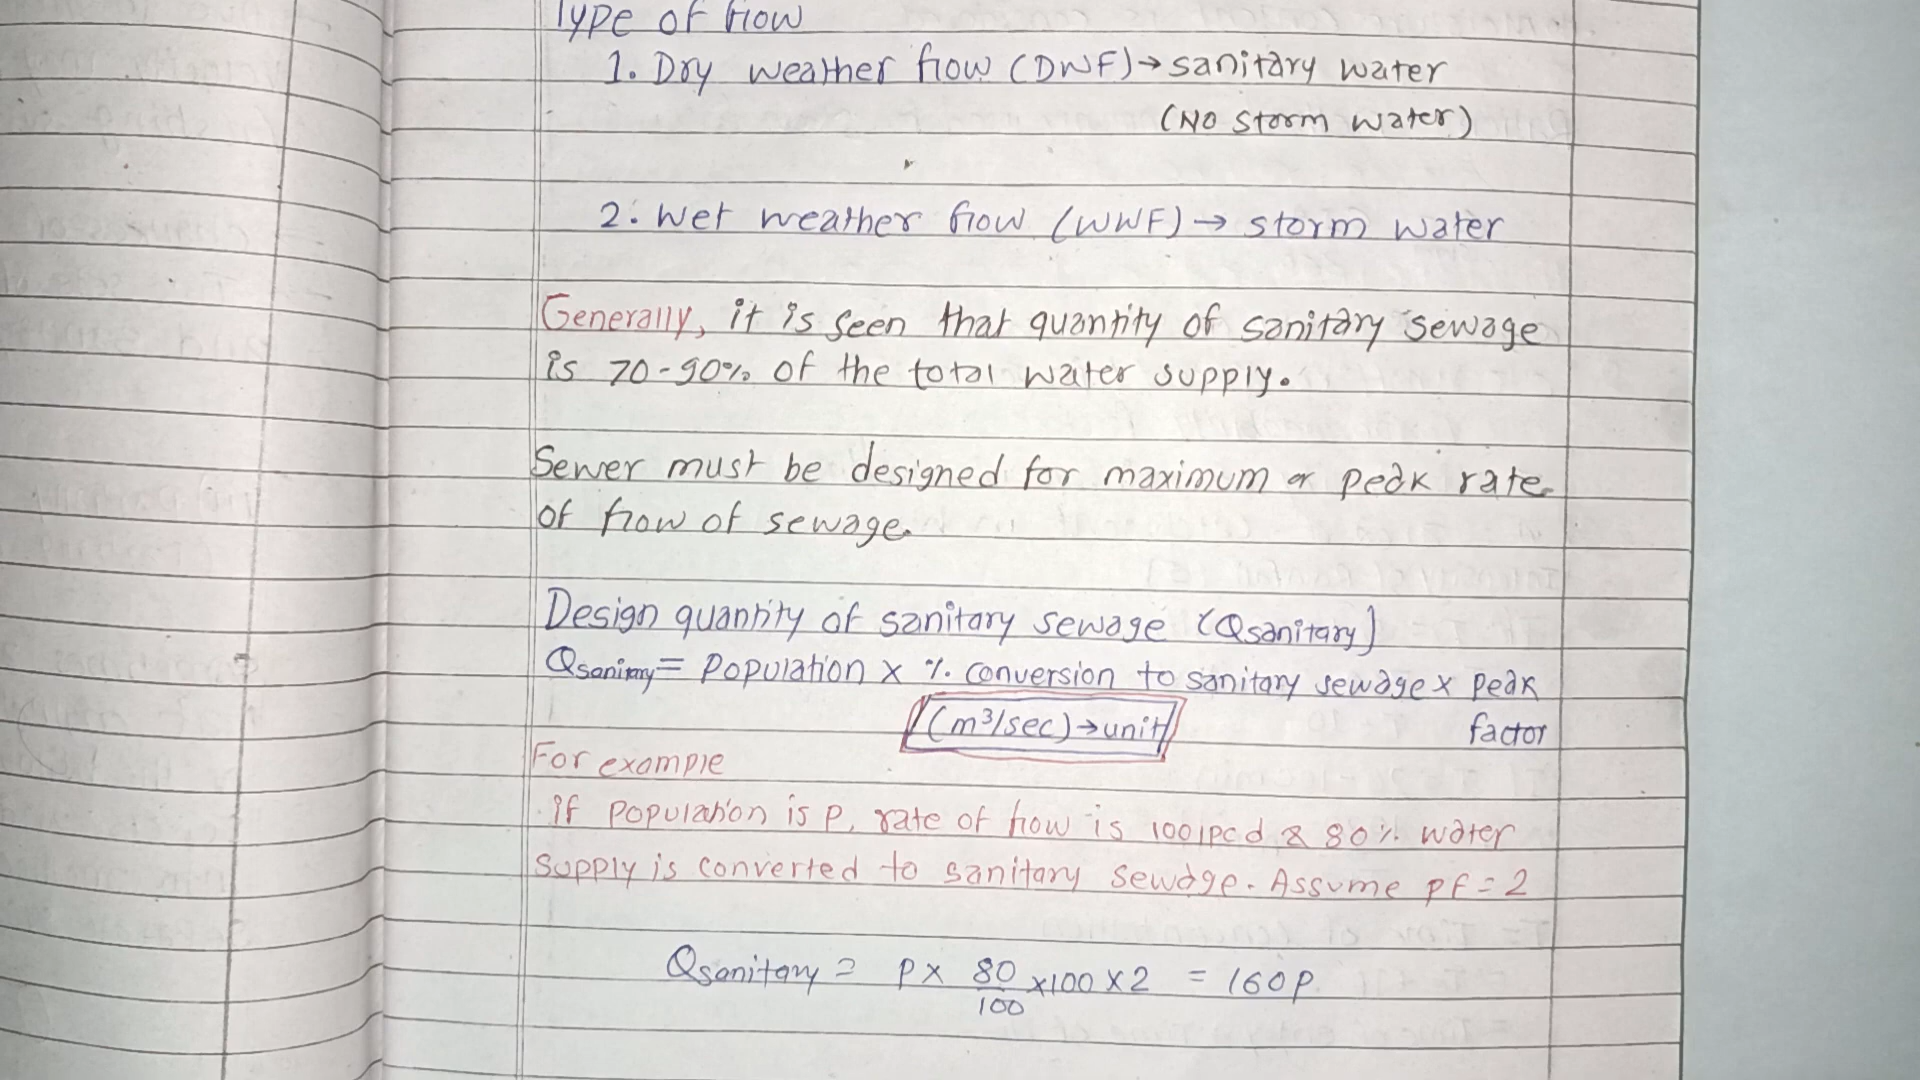 Type of flow
1. Dry weather flow (DWF)→sanitary water
(No storm water)
2. Wet weather flow (WWF)→ storm water
Generally, it is seen that quantity of sanitary sewage
is 70-90% of the total water supply.
Sewer must be designed for maximum or peak rate
of flow of sewage.
Design quantity of sanitary sewage (Qsanitary)
Qsanitary = Population x % conversion to sanitary sewage x peak
(m³/sec)→unit factor
For example
if population is p, rate of flow is 100lpcd & 80% water
supply is converted to sanitary sewage. Assume pf=2
Qsanitary = P x 80/100 x100 x 2 = 160p